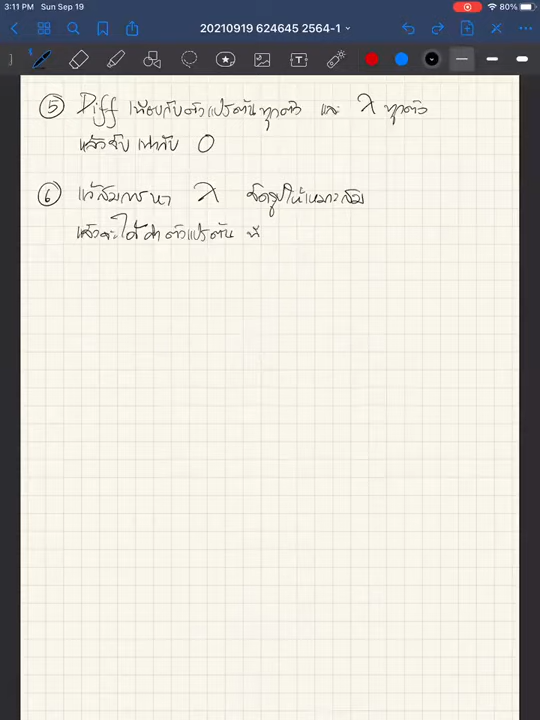 3:11 PM Sun Sep 19
80%
20210919 624645 2564-1
⑤ Diff เทียบกับตัวแปรต้นทุกตัว และ λ ทุกตัว
แล้วจับ เท่ากับ 0
⑥ แก้สมการหา λ จัดรูปให้เหมาะสม
แล้วจะได้ค่า ตัวแปรต้น ที่